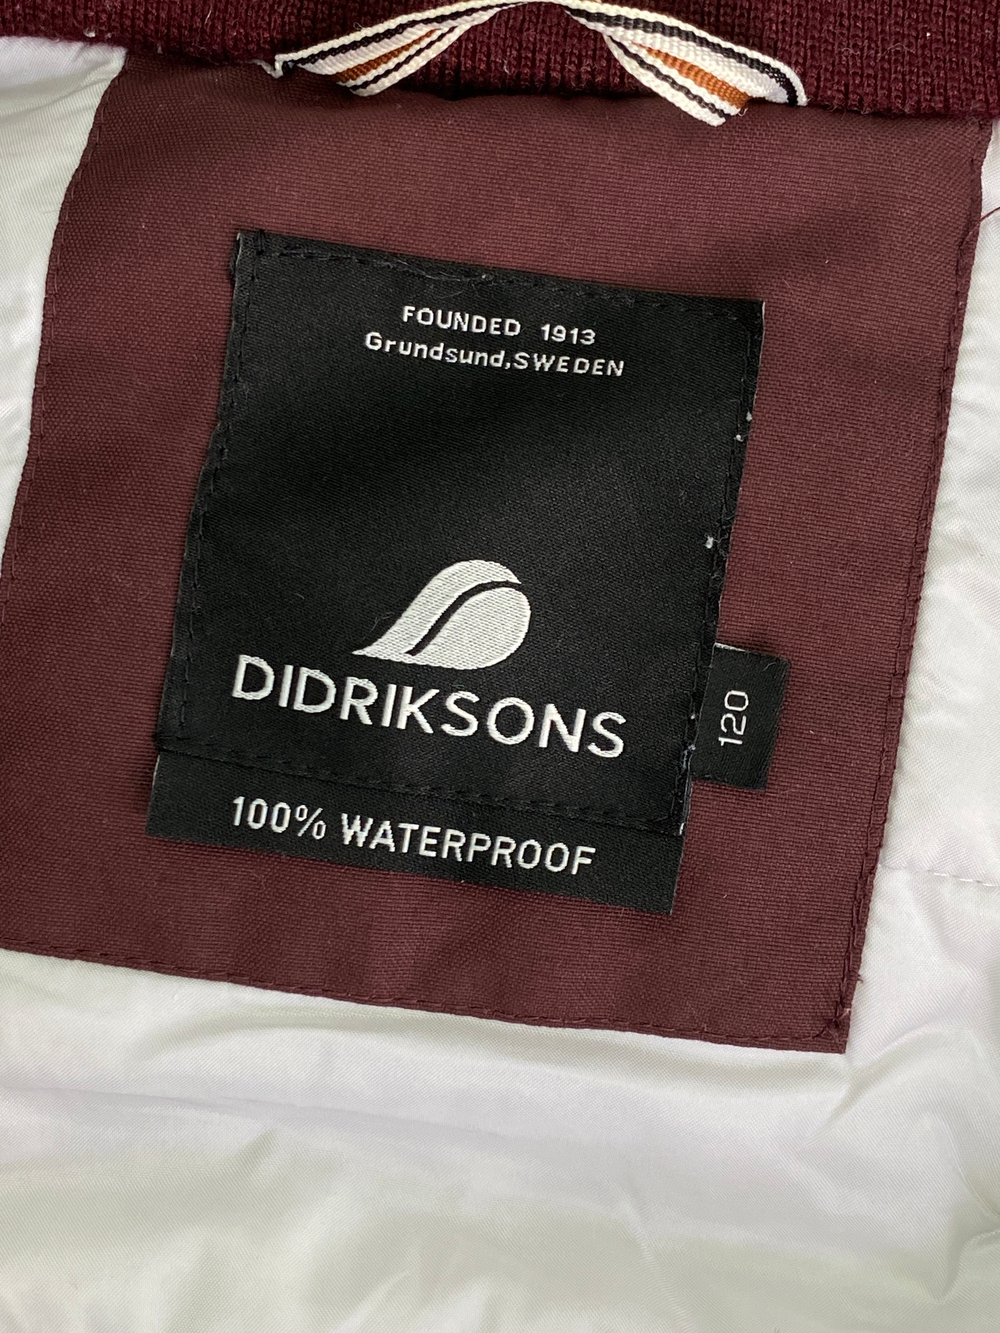 FOUNDED 1913
Grundsund,SWEDEN
DIDRIKSONS
120
100% WATERPROOF